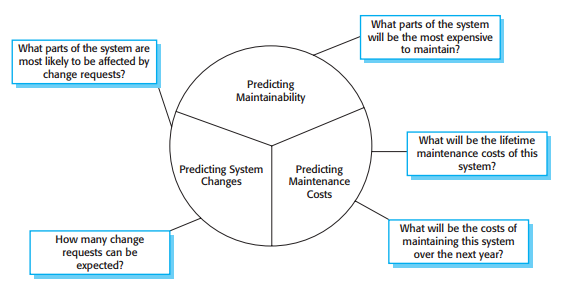 What parts of the system
will be the most expensive
to maintain?
What parts of the system are
most likely to be affected by
change requests?
Predicting
Maintainability
What will be the lifetime
maintenance costs of this
system?
Predicting System
Changes
Predicting
Maintenance
Costs
How many change
requests can be
expected?
What will be the costs of
maintaining this system
over the next year?